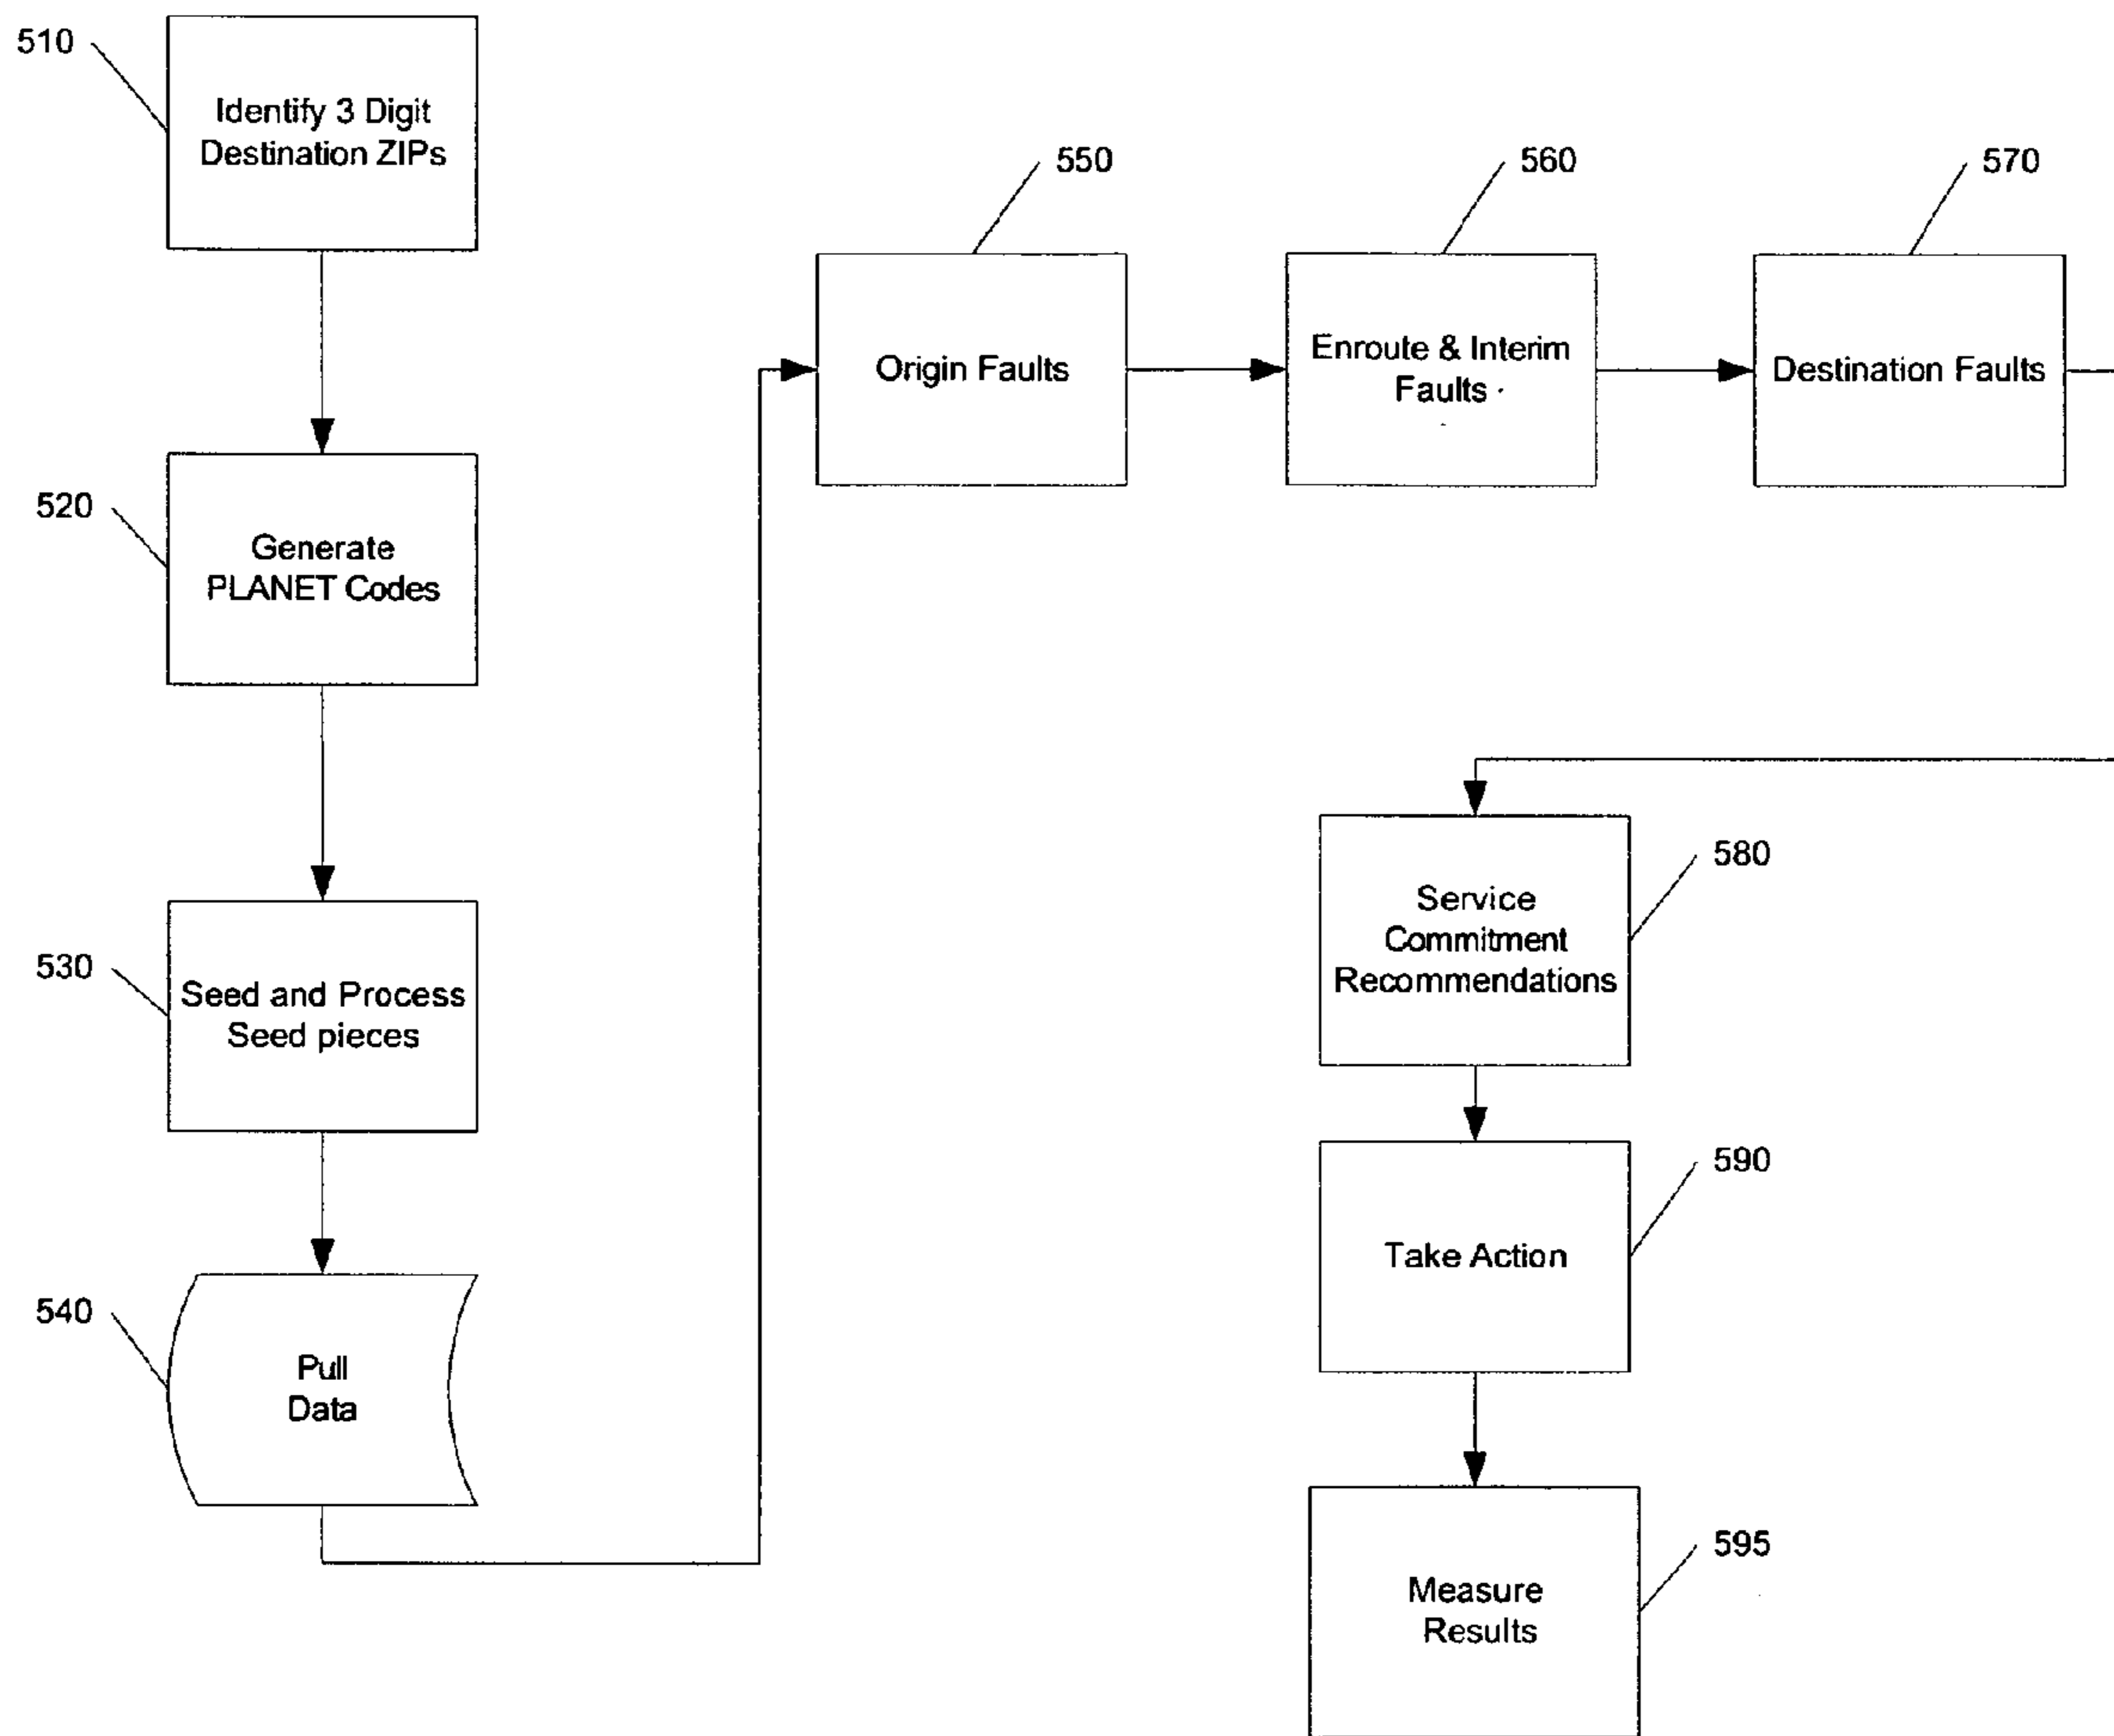 510
Identify 3 Digit
Destination ZIPs
520
Generate
PLANET Codes
530
Seed and Process
Seed pieces
540
Pull
Data
550
Origin Faults
560
Enroute & Interim
Faults
570
Destination Faults
580
Service
Commitment
Recommendations
590
Take Action
595
Measure
Results